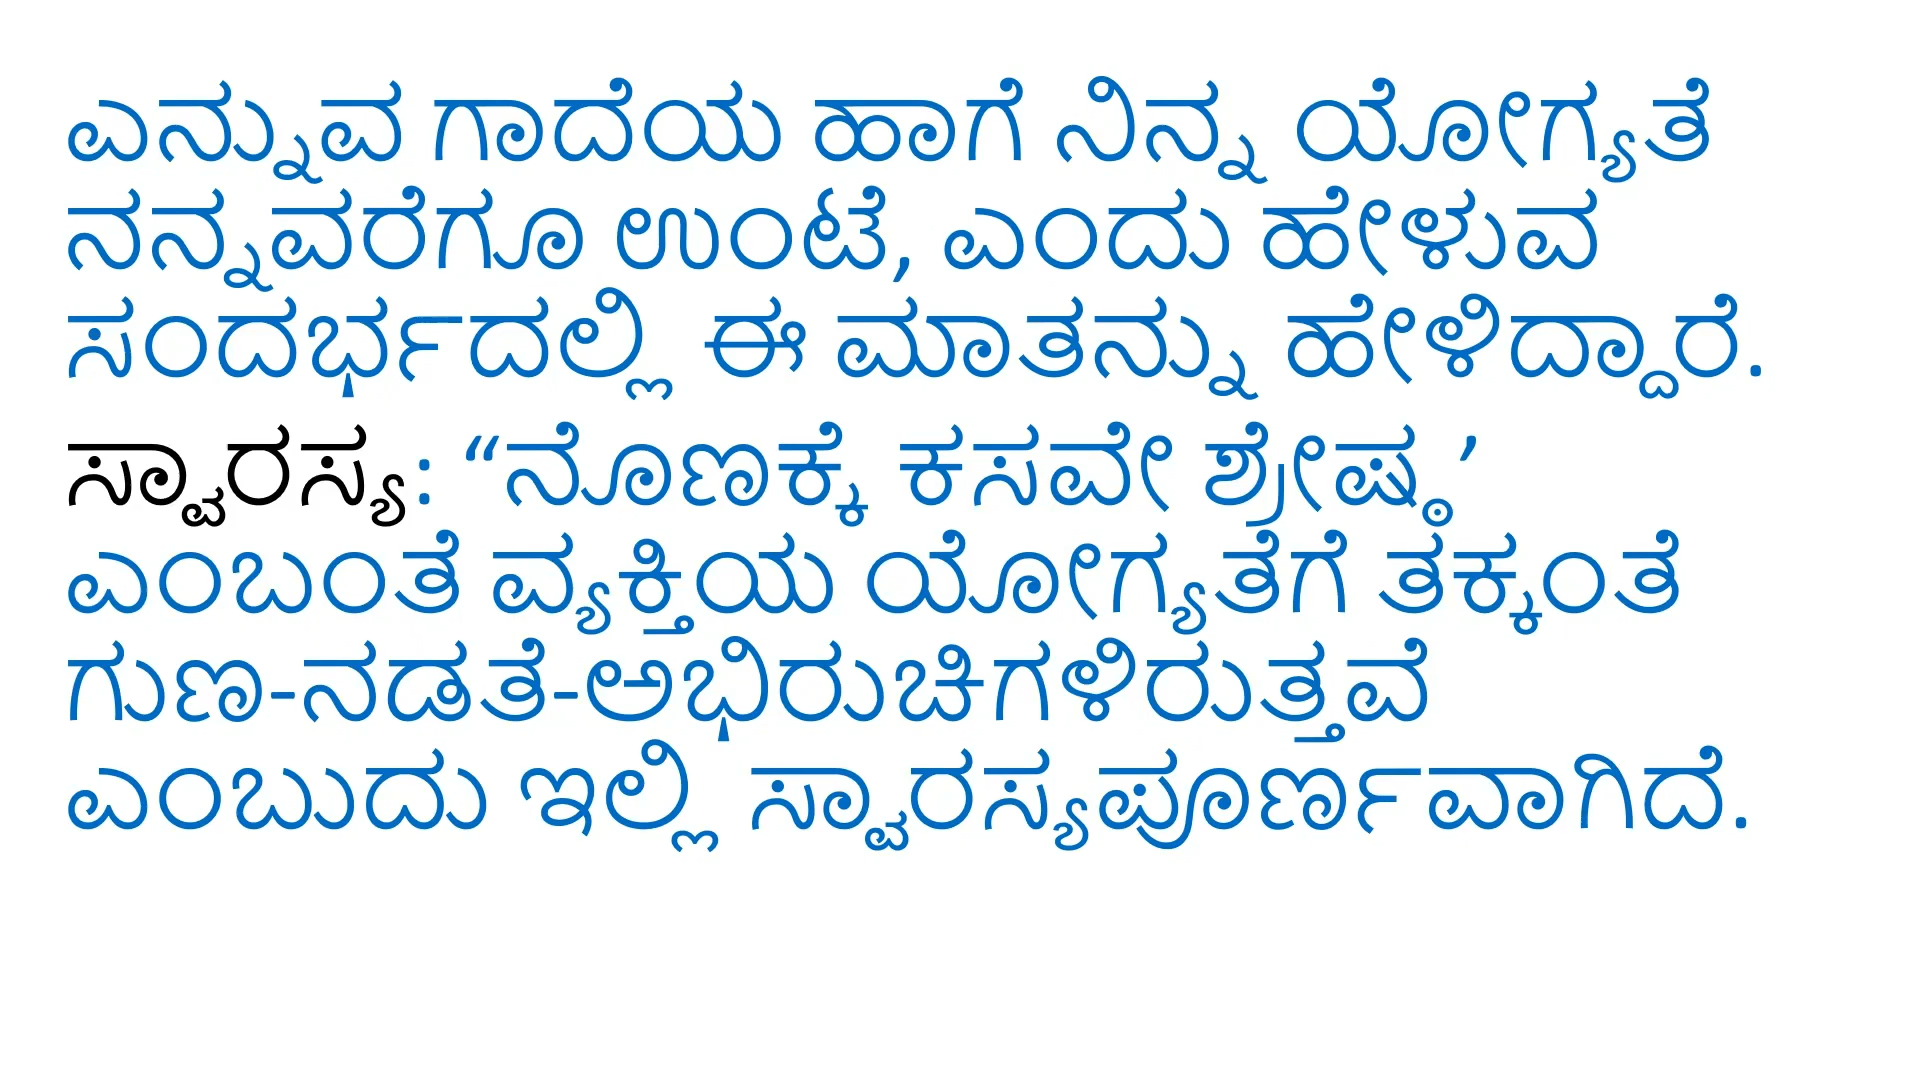 ಎನ್ನುವ ಗಾದೆಯ ಹಾಗೆ ನಿನ್ನ ಯೋಗ್ಯತೆ
ನನ್ನವರೆಗೂ ಉಂಟೆ, ಎಂದು ಹೇಳುವ
ಸಂದರ್ಭದಲ್ಲಿ ಈ ಮಾತನ್ನು ಹೇಳಿದ್ದಾರೆ.
ಸ್ವಾರಸ್ಯ: “ನೊಣಕ್ಕೆ ಕಸವೇ ಶ್ರೇಷ್ಠ’
ಎಂಬಂತೆ ವ್ಯಕ್ತಿಯ ಯೋಗ್ಯತೆಗೆ ತಕ್ಕಂತೆ
ಗುಣ-ನಡತೆ-ಅಭಿರುಚಿಗಳಿರುತ್ತವೆ
ಎಂಬುದು ಇಲ್ಲಿ ಸ್ವಾರಸ್ಯಪೂರ್ಣವಾಗಿದೆ.